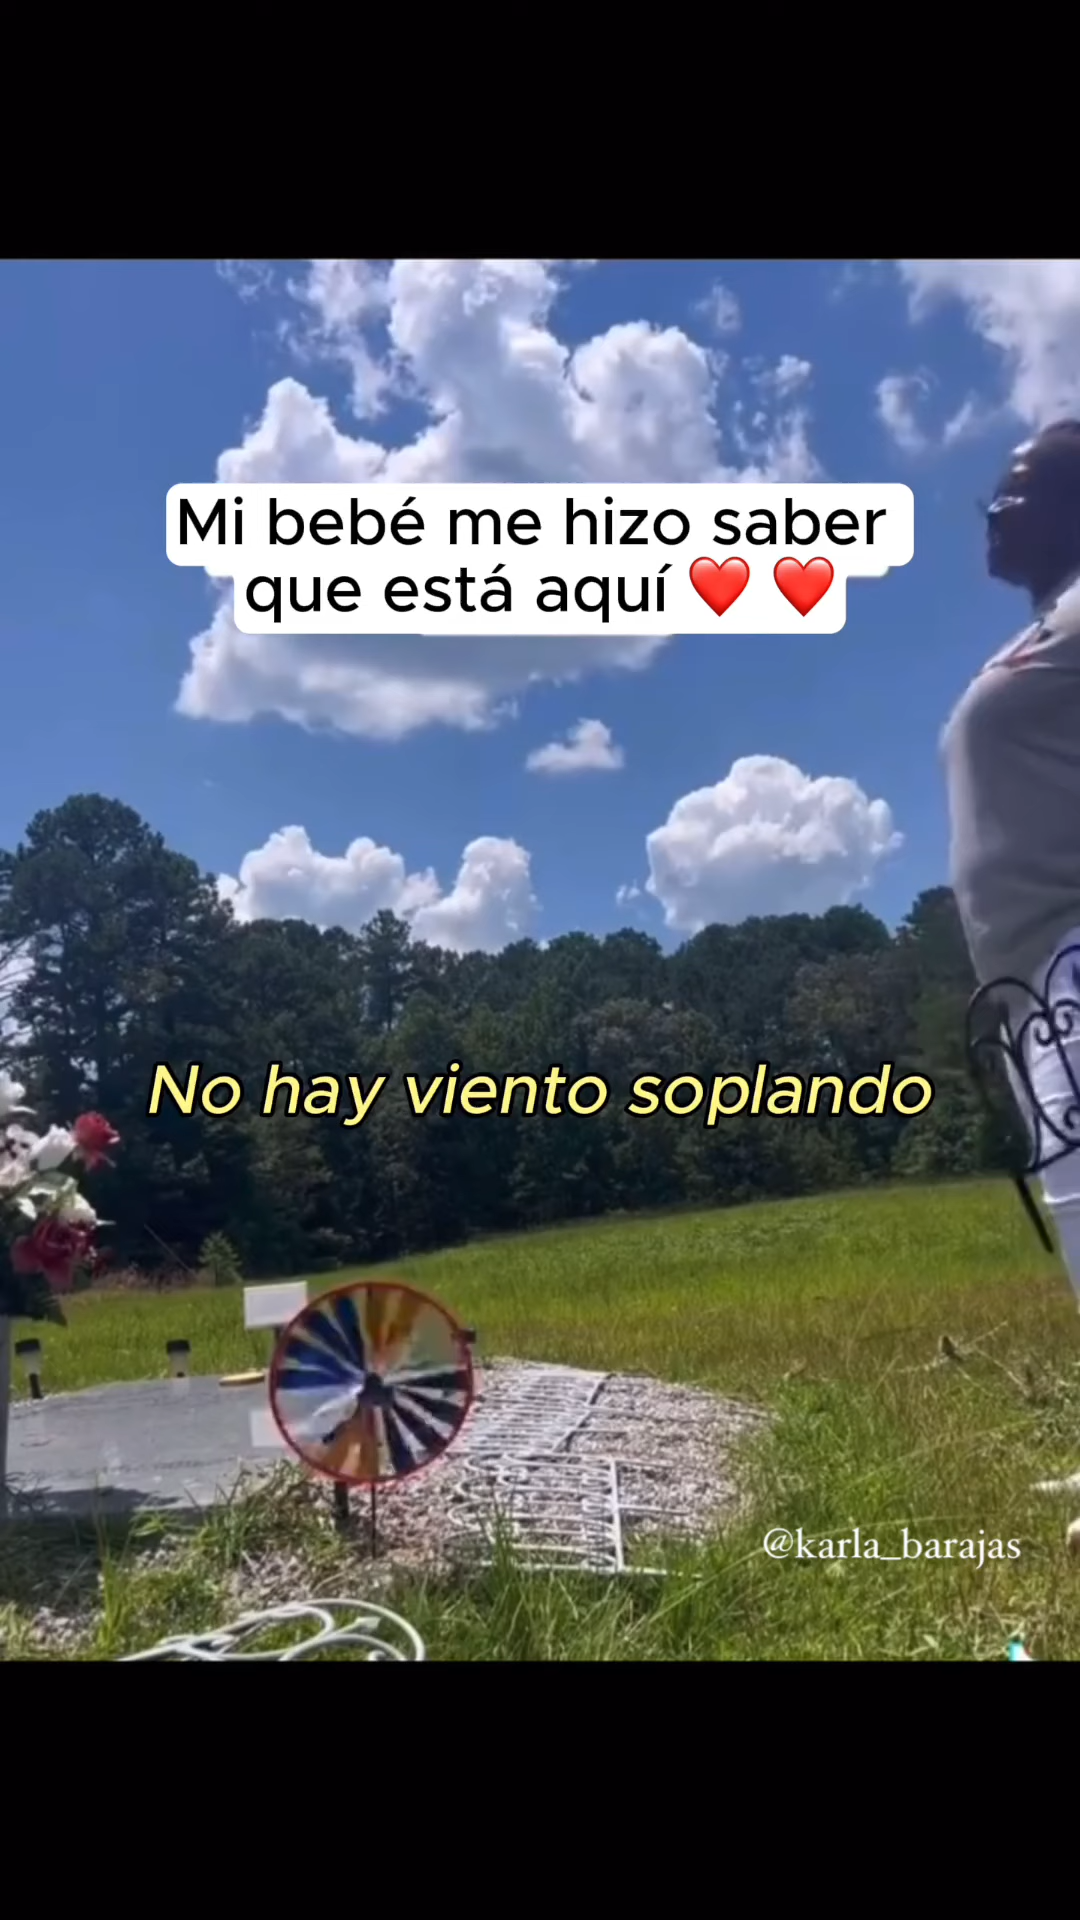 Mi bebé me hizo saber
que está aquí ❤️ ❤️
No hay viento soplando
@karla_barajas